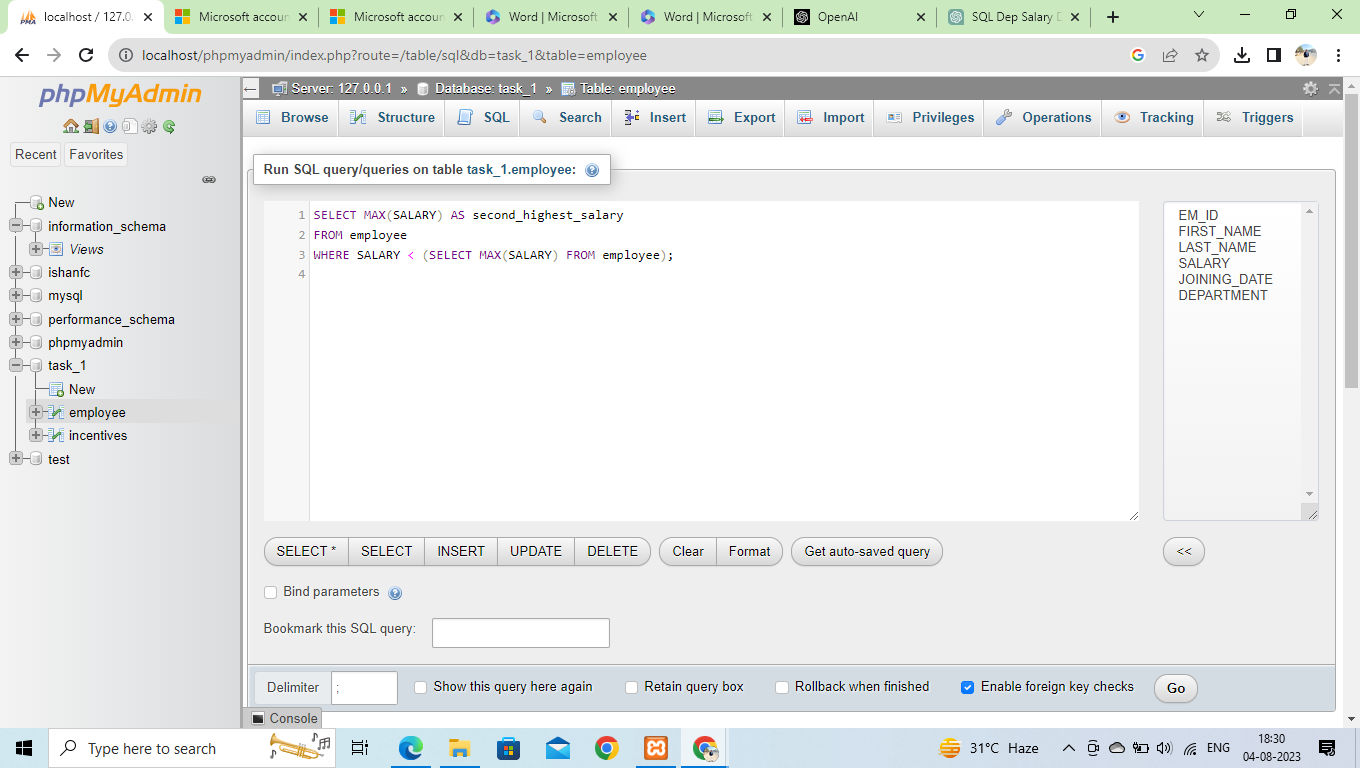 localhost / 127.0.
Microsoft accoun
Microsoft accoun
Word | Microsoft
Word | Microsoft
OpenAI
SQL Dep Salary D
localhost/phpmyadmin/index.php?route=/table/sql&db=task_1&table=employee
phpMyAdmin
Recent
Favorites
New
information_schema
Views
ishanfc
mysql
performance_schema
phpmyadmin
task_1
New
employee
incentives
test
Server: 127.0.0.1 » Database: task_1 » Table: employee
Browse
Structure
SQL
Search
Insert
Export
Import
Privileges
Operations
Tracking
Triggers
Run SQL query/queries on table task_1.employee:
1 SELECT MAX(SALARY) AS second_highest_salary
2 FROM employee
3 WHERE SALARY < (SELECT MAX(SALARY) FROM employee);
4
EM_ID
FIRST_NAME
LAST_NAME
SALARY
JOINING_DATE
DEPARTMENT
SELECT *
SELECT
INSERT
UPDATE
DELETE
Clear
Format
Get auto-saved query
<<
Bind parameters
Bookmark this SQL query:
Delimiter
;
Show this query here again
Retain query box
Rollback when finished
Enable foreign key checks
Go
Console
Type here to search
31°C Haze
ENG
18:30
04-08-2023